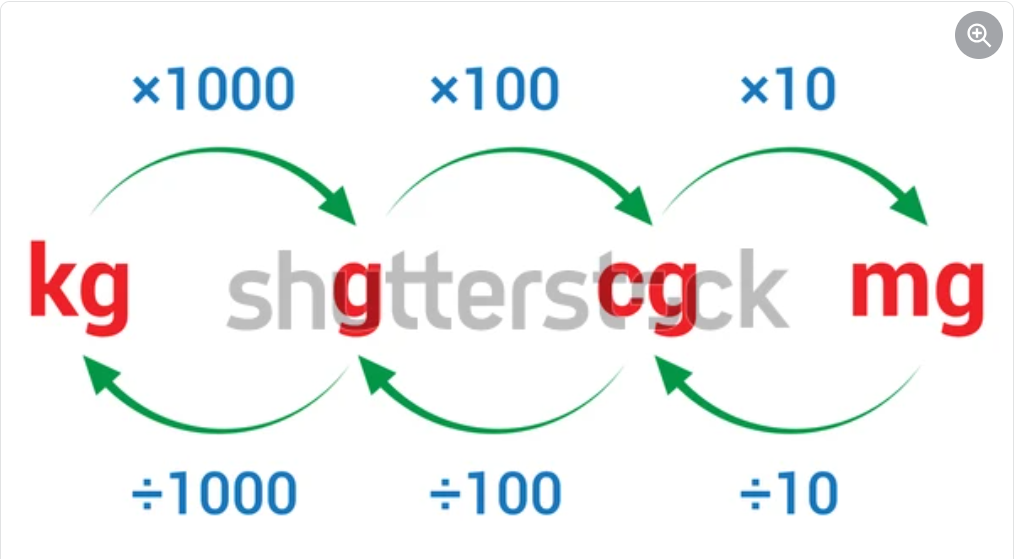 ×1000 ×100 ×10
kg g cg mg
shutterstock
÷1000 ÷100 ÷10